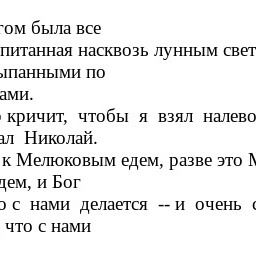 гом была все
питанная насквозь лунным свет
ыпанными по
ами.
кричит, чтобы я взял налево
ал Николай.
к Мелюковым едем, разве это М
дем, и Бог
о с нами делается -- и очень с
что с нами